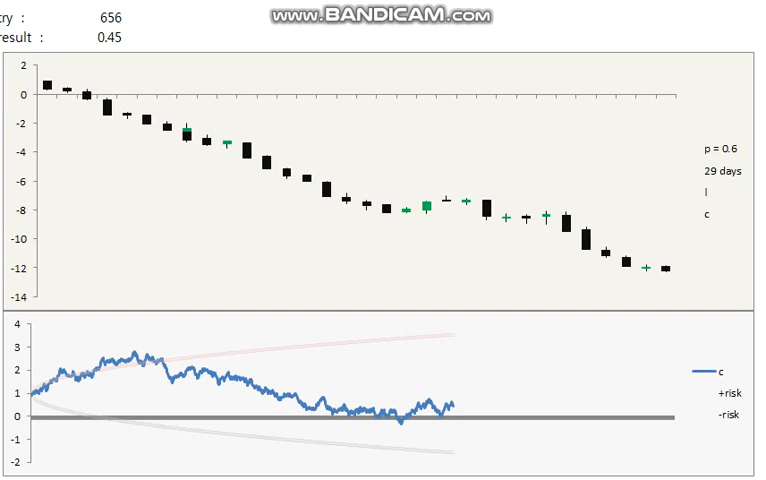 www.BANDICAM.com
try : 656
result : 0.45
2
0
-2
-4
-6
-8
-10
-12
-14
p = 0.6
29 days
l
c
4
3
2
1
0
-1
-2
c
+risk
-risk